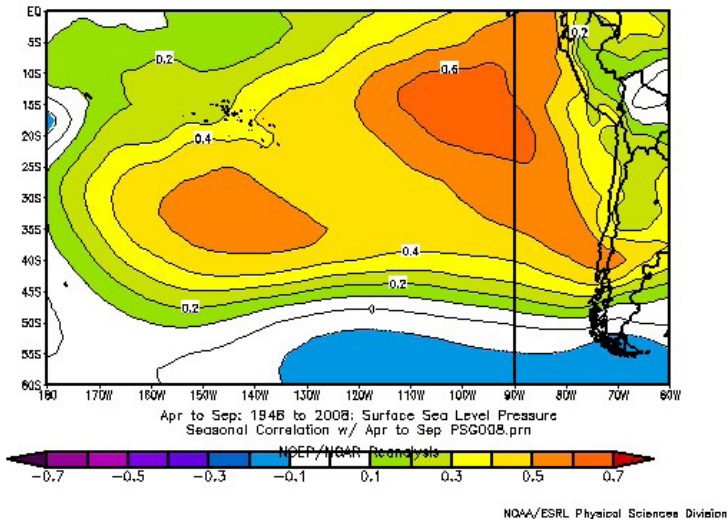 EQ
5S
0.2
0.2
10S
0.6
15S
20S
0.4
25S
30S
35S
40S
0.4
45S
0.2
0.2
50S
0
55S
60S
180 170W 160W 150W 140W 130W 120W 110W 100W 90W 80W 70W 60W
Apr to Sep: 1948 to 2008: Surface Sea Level Pressure
Seasonal Correlation w/ Apr to Sep PSG008.prn
NCEP/NCAR Reanalysis
-0.7 -0.5 -0.3 -0.1 0.1 0.3 0.5 0.7
NOAA/ESRL Physical Sciences Division